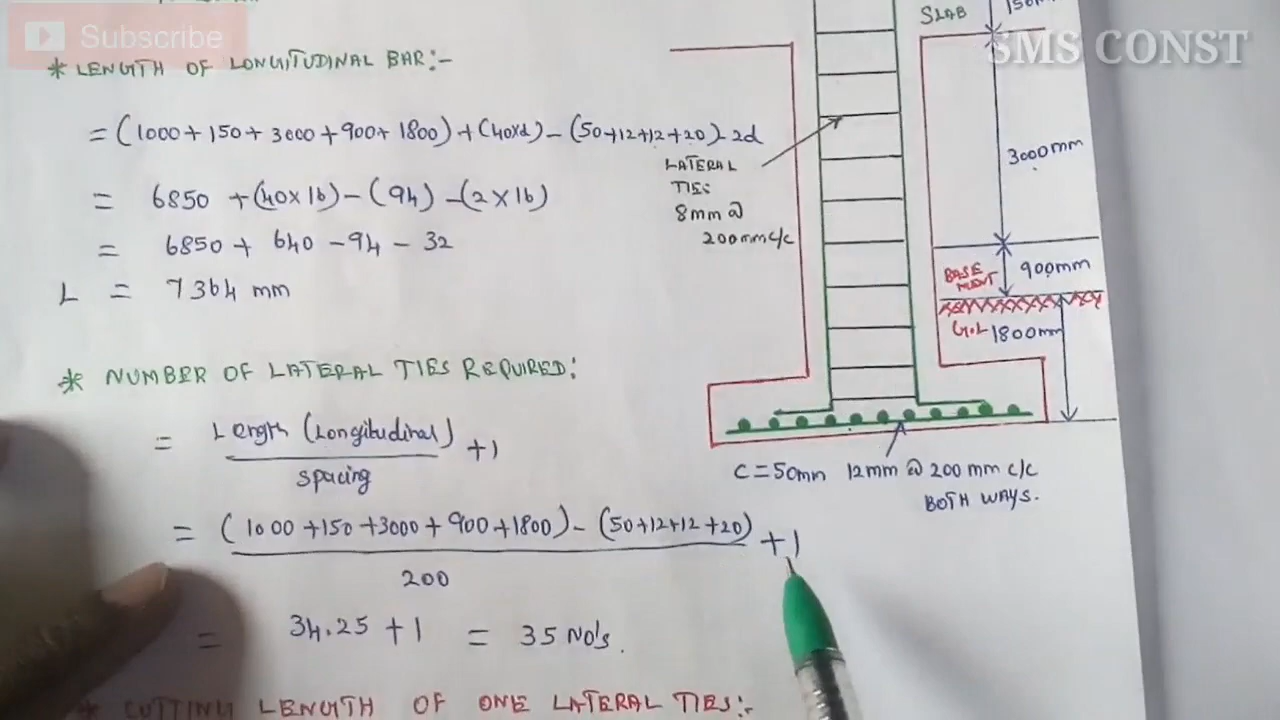 Subscribe
SMS CONST
* LENGTH OF LONGITUDINAL BAR:-
= (1000+150+3000+900+1800)+(40xd)-(50+12+12+20)-2d
= 6850 +(40×16)-(94)-(2×16)
= 6850+ 640 -94 - 32
L = 7364 mm
* NUMBER OF LATERAL TIES REQUIRED:
= Length (Longitudinal) +1
spacing
= (1000+150+3000+900+1800)-(50+12+12+20) +1
200
= 34.25 +1 = 35 No's.
* CUTTING LENGTH OF ONE LATERAL TIES:-
SLAB
3000mm
LATERAL
TIES
8mm @
200mm c/c
BASE
MENT
900mm
G.L
1800mm
C=50mm 12mm @ 200 mm c/c
BOTH WAYS.